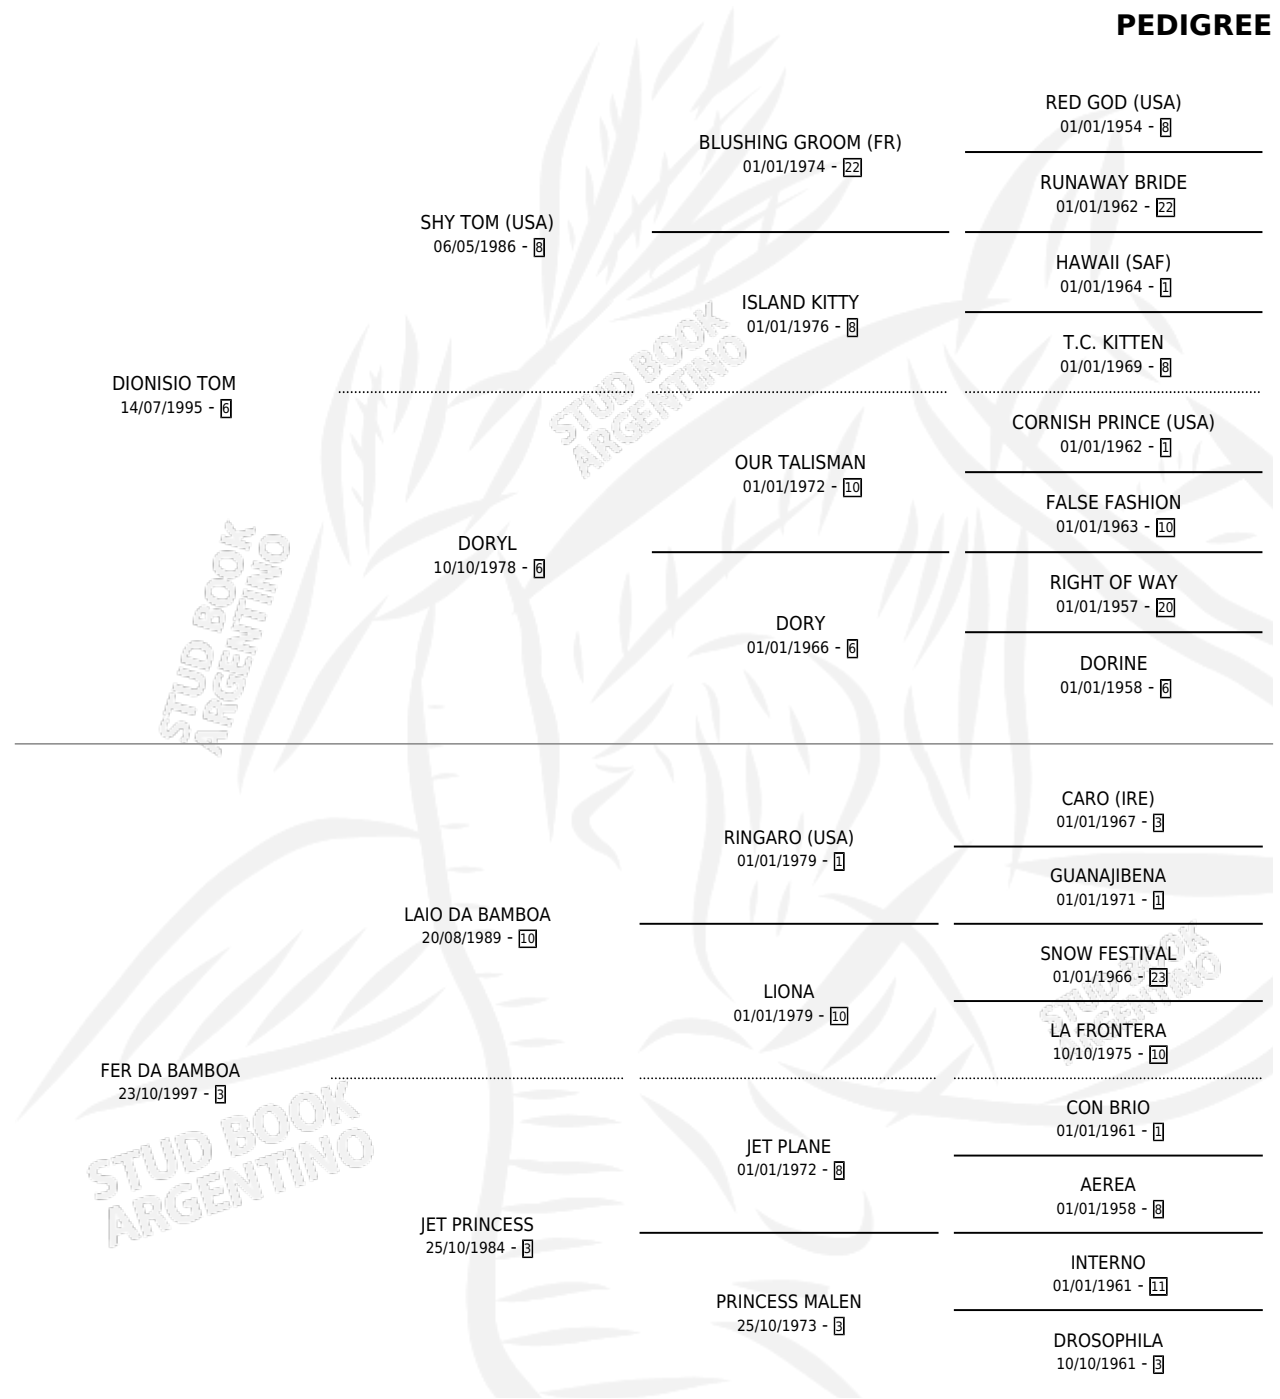 PEDIGREE
RED GOD (USA)
01/01/1954 - 8
BLUSHING GROOM (FR)
01/01/1974 - 22
RUNAWAY BRIDE
01/01/1962 - 22
SHY TOM (USA)
06/05/1986 - 8
HAWAII (SAF)
01/01/1964 - 1
ISLAND KITTY
01/01/1976 - 8
T.C. KITTEN
01/01/1969 - 8
DIONISIO TOM
14/07/1995 - 6
CORNISH PRINCE (USA)
01/01/1962 - 1
OUR TALISMAN
01/01/1972 - 10
FALSE FASHION
01/01/1963 - 10
DORYL
10/10/1978 - 6
RIGHT OF WAY
01/01/1957 - 20
DORY
01/01/1966 - 6
DORINE
01/01/1958 - 6
CARO (IRE)
01/01/1967 - 3
RINGARO (USA)
01/01/1979 - 1
GUANAJIBENA
01/01/1971 - 1
LAIO DA BAMBOA
20/08/1989 - 10
SNOW FESTIVAL
01/01/1966 - 23
LIONA
01/01/1979 - 10
LA FRONTERA
10/10/1975 - 10
FER DA BAMBOA
23/10/1997 - 3
CON BRIO
01/01/1961 - 1
JET PLANE
01/01/1972 - 8
AEREA
01/01/1958 - 8
JET PRINCESS
25/10/1984 - 3
INTERNO
01/01/1961 - 11
PRINCESS MALEN
25/10/1973 - 3
DROSOPHILA
10/10/1961 - 3
STUD BOOK
ARGENTINO
STUD BOOK
ARGENTINO
STUD BOOK
ARGENTINO
STUD BOOK
ARGENTINO